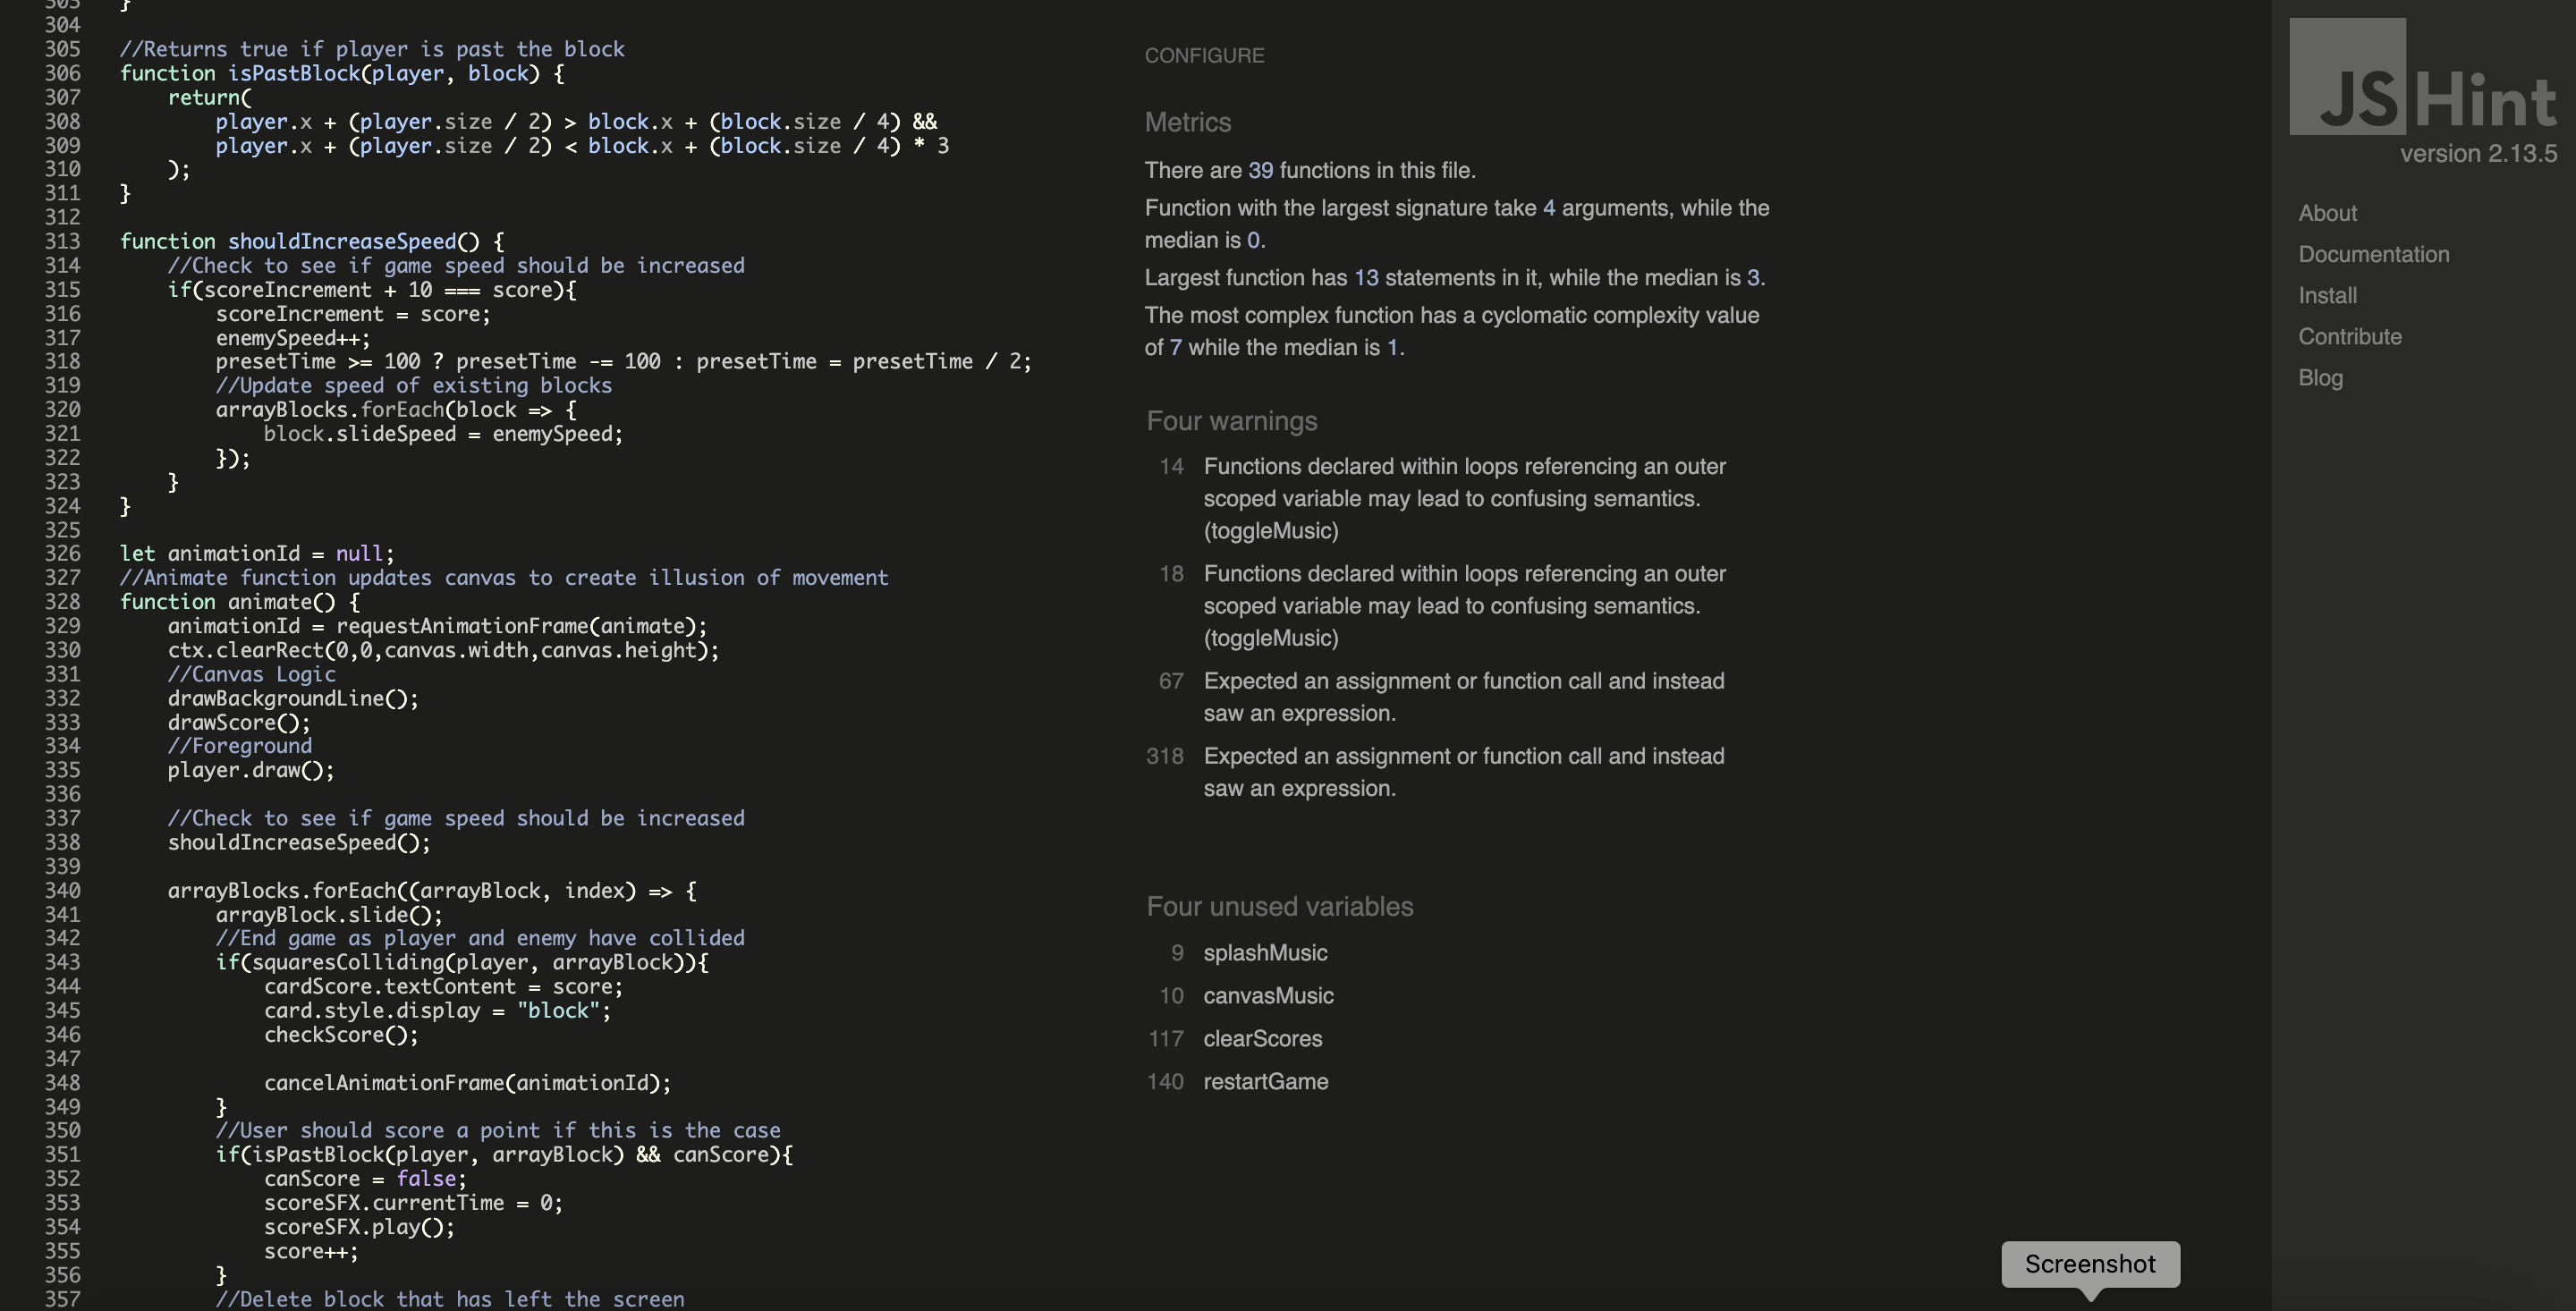 303 }
304
305 //Returns true if player is past the block
306 function isPastBlock(player, block) {
307     return(
308         player.x + (player.size / 2) > block.x + (block.size / 4) &&
309         player.x + (player.size / 2) < block.x + (block.size / 4) * 3
310     );
311 }
312
313 function shouldIncreaseSpeed() {
314     //Check to see if game speed should be increased
315     if(scoreIncrement + 10 === score){
316         scoreIncrement = score;
317         enemySpeed++;
318         presetTime >= 100 ? presetTime -= 100 : presetTime = presetTime / 2;
319         //Update speed of existing blocks
320         arrayBlocks.forEach(block => {
321             block.slideSpeed = enemySpeed;
322         });
323     }
324 }
325
326 let animationId = null;
327 //Animate function updates canvas to create illusion of movement
328 function animate() {
329     animationId = requestAnimationFrame(animate);
330     ctx.clearRect(0,0,canvas.width,canvas.height);
331     //Canvas Logic
332     drawBackgroundLine();
333     drawScore();
334     //Foreground
335     player.draw();
336
337     //Check to see if game speed should be increased
338     shouldIncreaseSpeed();
339
340     arrayBlocks.forEach((arrayBlock, index) => {
341         arrayBlock.slide();
342         //End game as player and enemy have collided
343         if(squaresColliding(player, arrayBlock)){
344             cardScore.textContent = score;
345             card.style.display = "block";
346             checkScore();
347
348             cancelAnimationFrame(animationId);
349         }
350         //User should score a point if this is the case
351         if(isPastBlock(player, arrayBlock) && canScore){
352             canScore = false;
353             scoreSFX.currentTime = 0;
354             scoreSFX.play();
355             score++;
356         }
357         //Delete block that has left the screen
CONFIGURE
Metrics
There are 39 functions in this file.
Function with the largest signature take 4 arguments, while the
median is 0.
Largest function has 13 statements in it, while the median is 3.
The most complex function has a cyclomatic complexity value
of 7 while the median is 1.
Four warnings
14 Functions declared within loops referencing an outer
scoped variable may lead to confusing semantics.
(toggleMusic)
18 Functions declared within loops referencing an outer
scoped variable may lead to confusing semantics.
(toggleMusic)
67 Expected an assignment or function call and instead
saw an expression.
318 Expected an assignment or function call and instead
saw an expression.
Four unused variables
9 splashMusic
10 canvasMusic
117 clearScores
140 restartGame
JSHint
version 2.13.5
About
Documentation
Install
Contribute
Blog
Screenshot